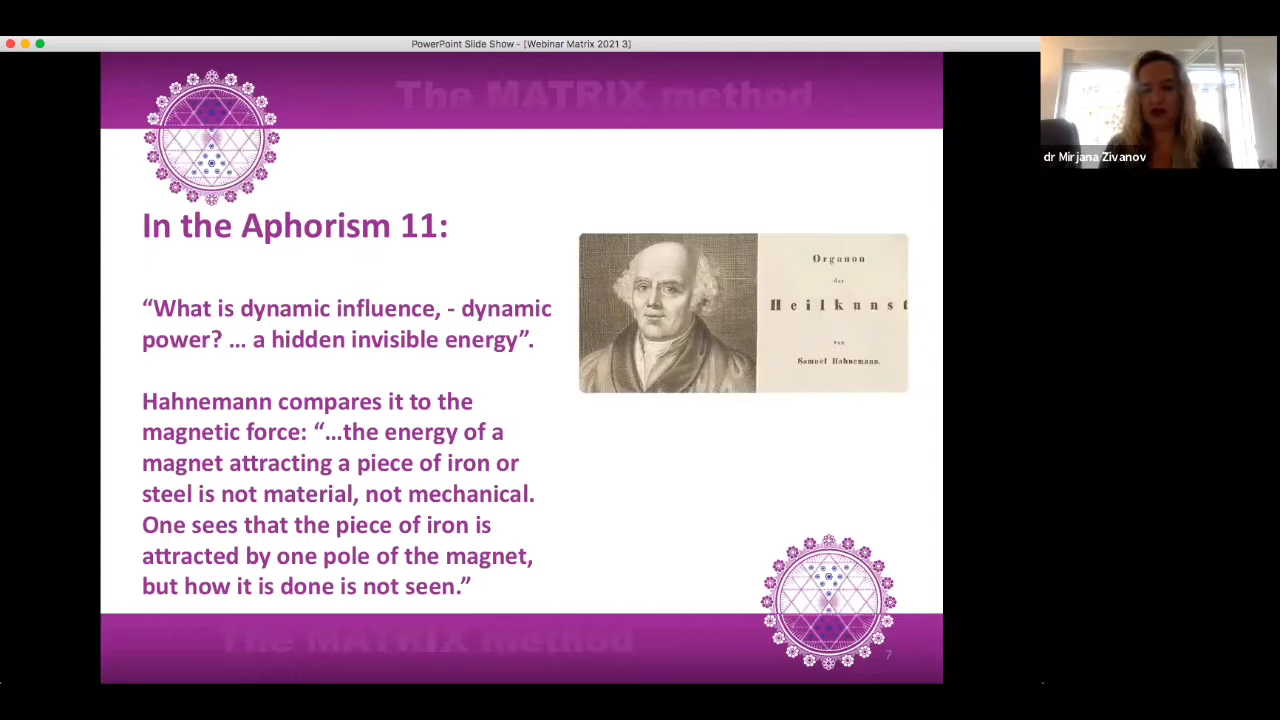 PowerPoint Slide Show - [Webinar Matrix 2021 3]
The MATRIX method
dr Mirjana Zivanov
In the Aphorism 11:
“What is dynamic influence, - dynamic
power? ... a hidden invisible energy”.
Hahnemann compares it to the
magnetic force: “...the energy of a
magnet attracting a piece of iron or
steel is not material, not mechanical.
One sees that the piece of iron is
attracted by one pole of the magnet,
but how it is done is not seen.”
Organon
der
Heilkunst
von
Samuel Hahnemann.
The MATRIX method
7